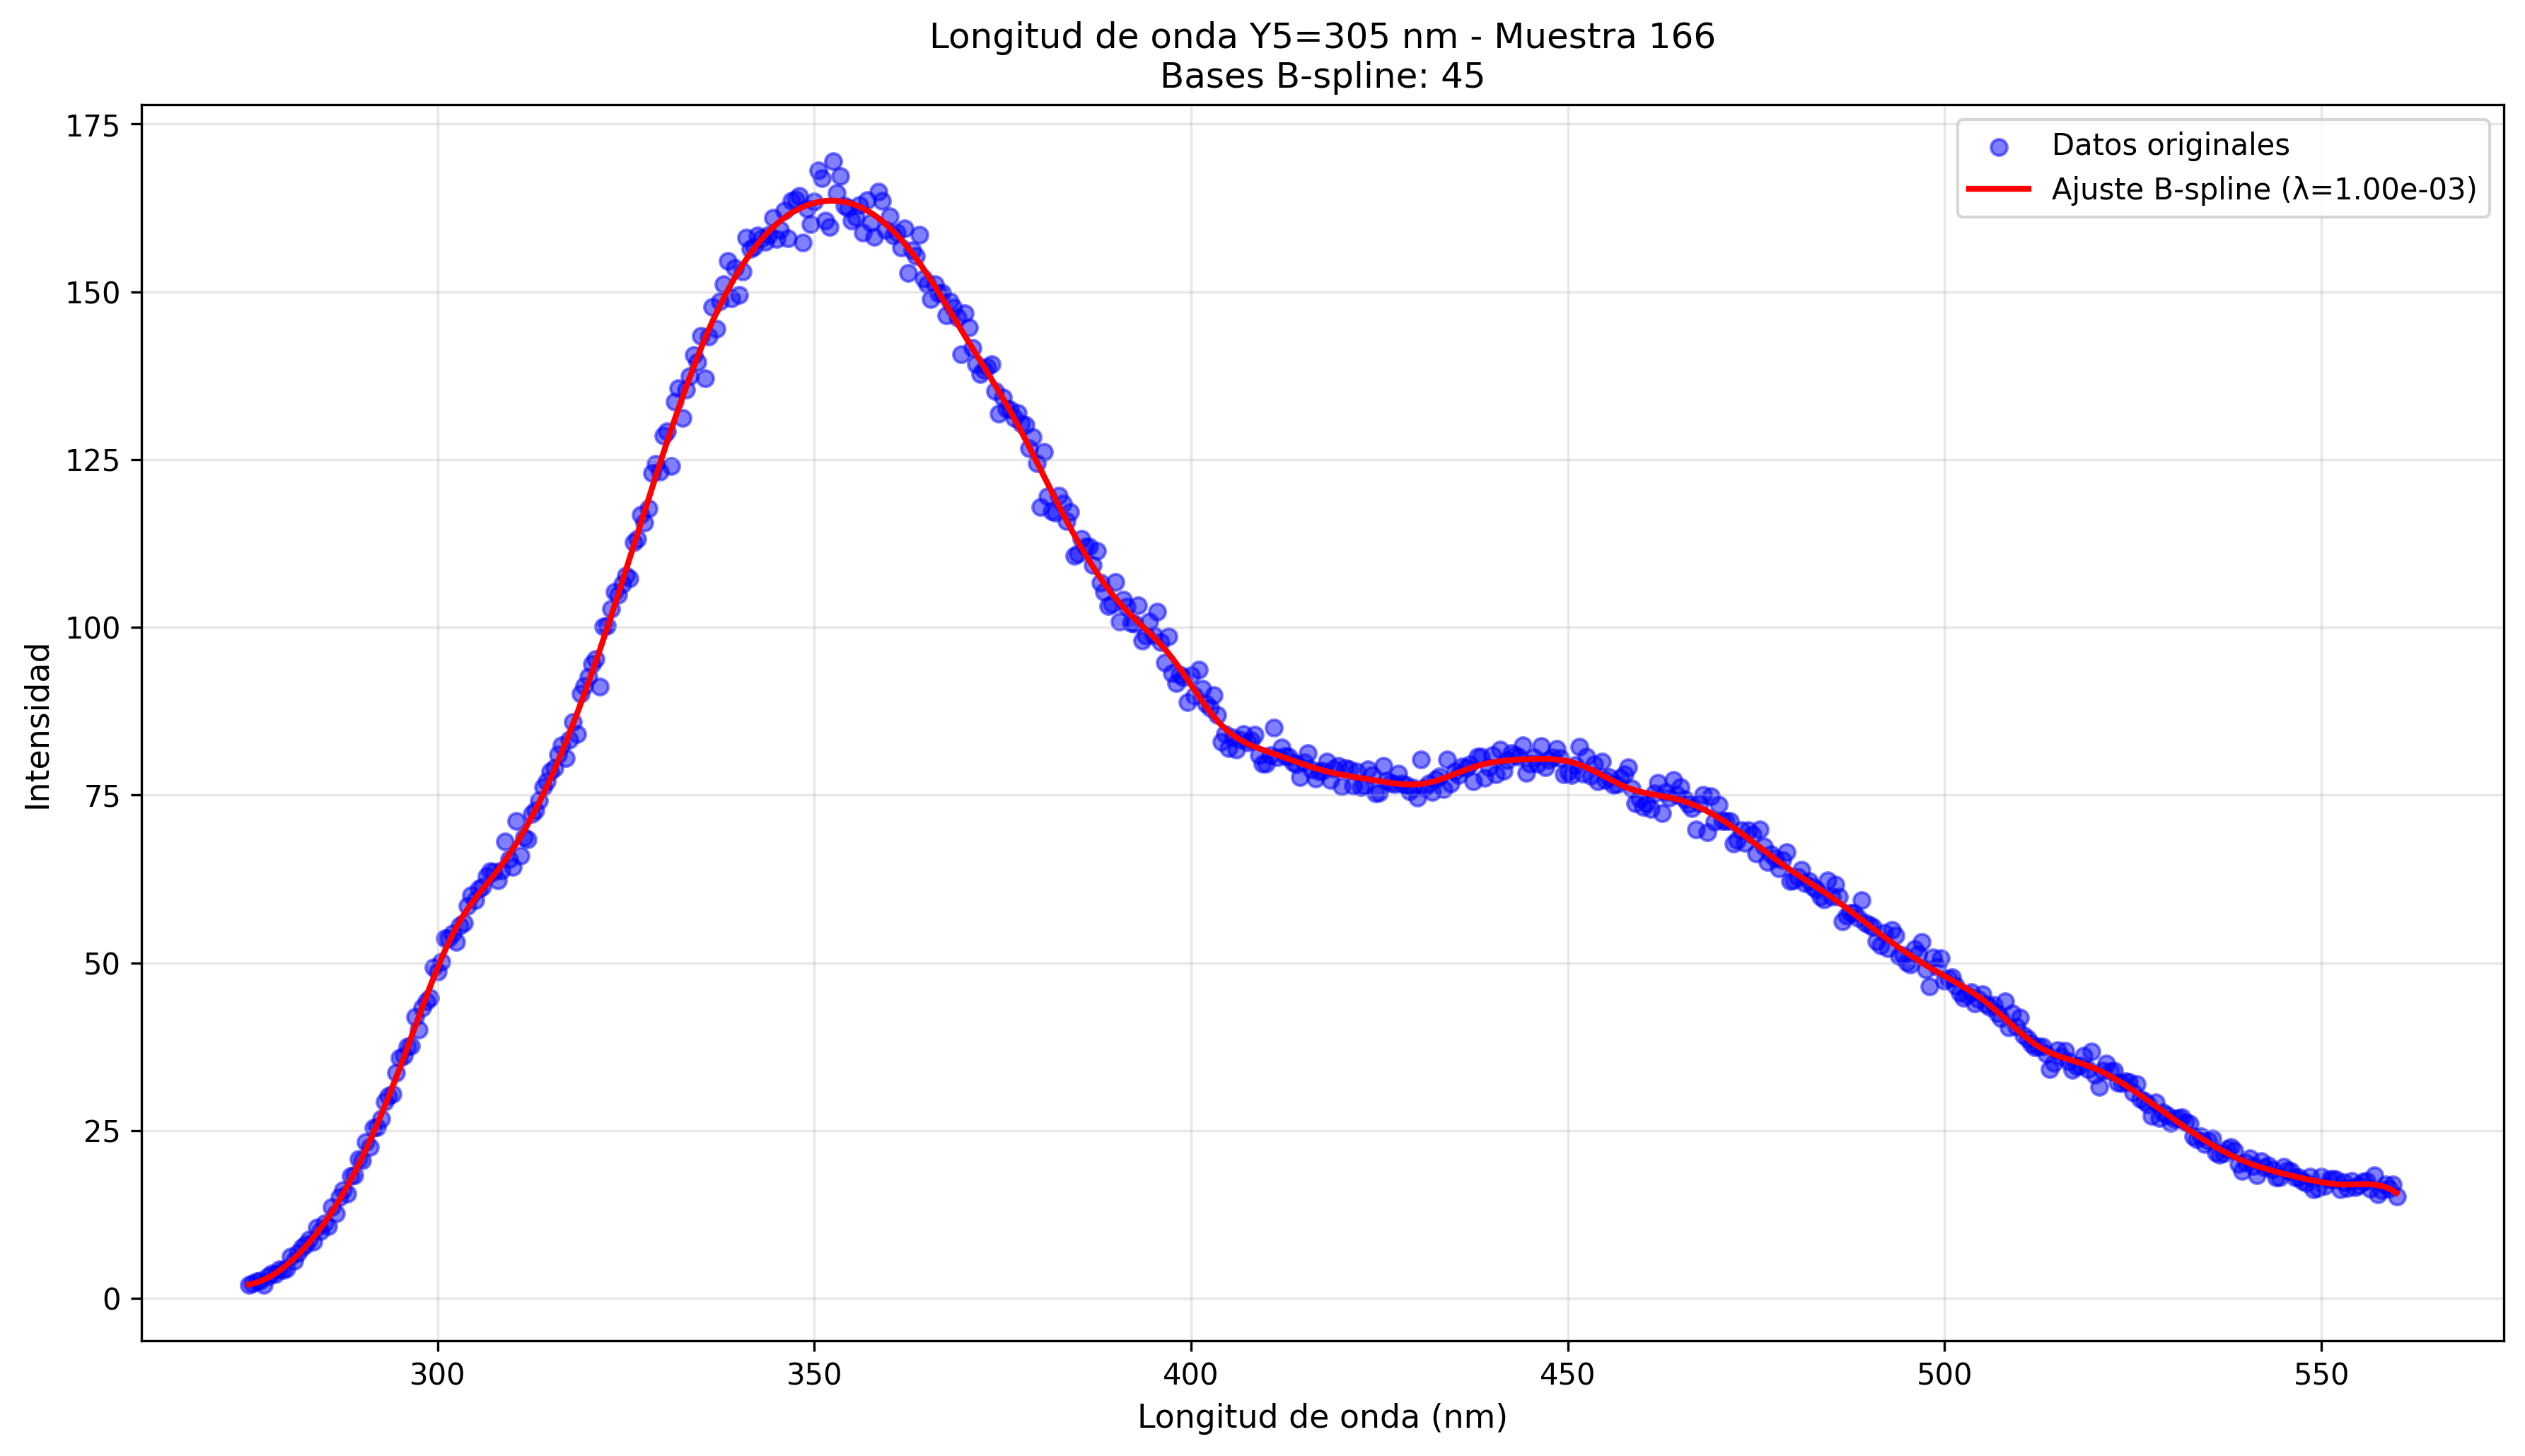 Longitud de onda Y5=305 nm - Muestra 166
Bases B-spline: 45
Datos originales
Ajuste B-spline (λ=1.00e-03)
Intensidad
175
150
125
100
75
50
25
0
300
350
400
450
500
550
Longitud de onda (nm)